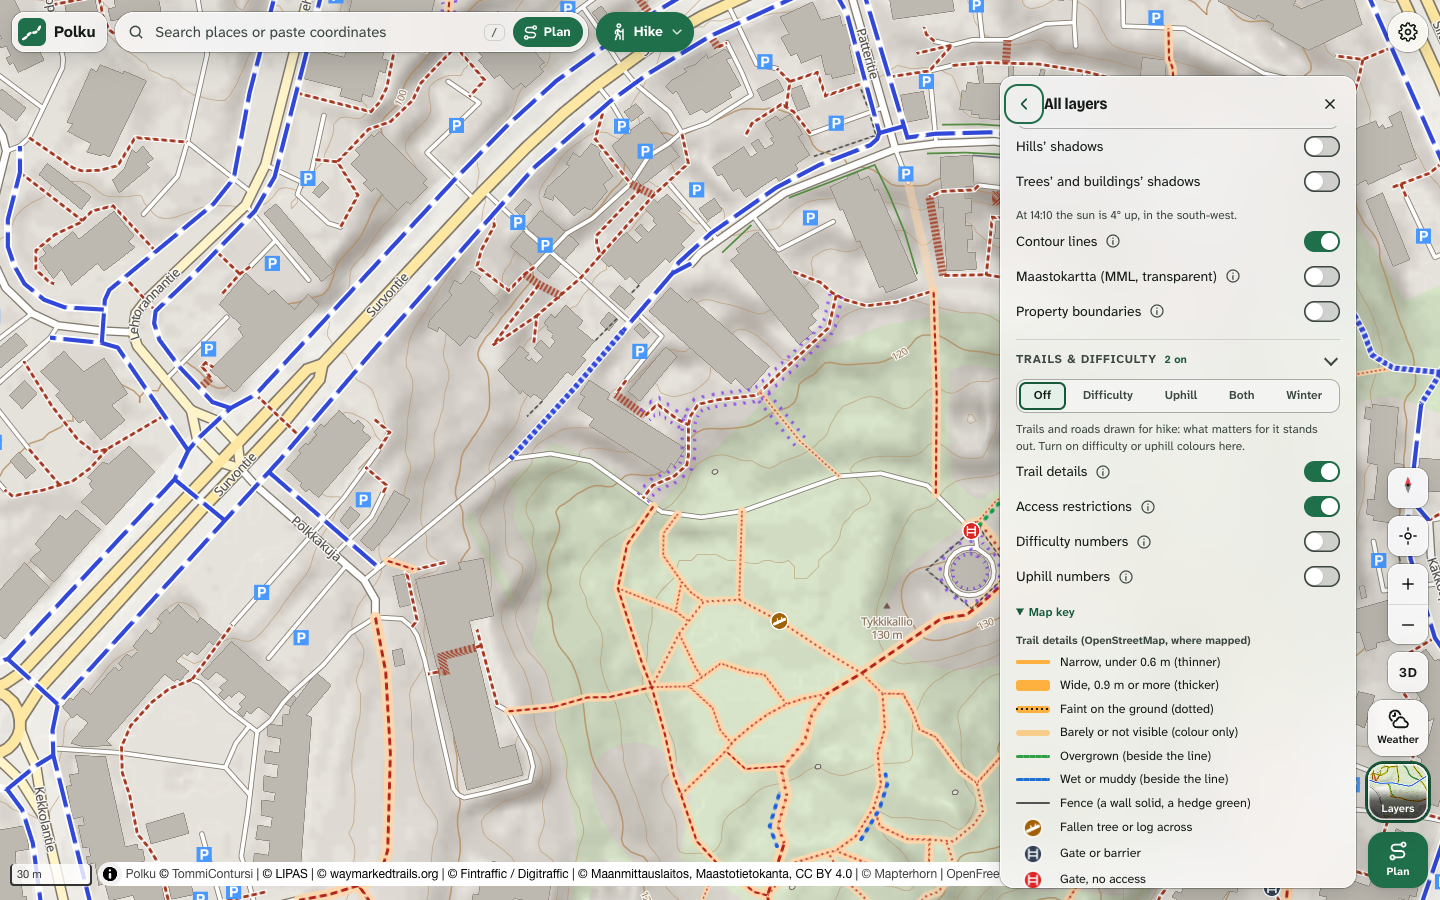 Polku
Search places or paste coordinates
/
Plan
Hike
All layers
Hills' shadows
Trees' and buildings' shadows
At 14:10 the sun is 4° up, in the south-west.
Contour lines
Maastokartta (MML, transparent)
Property boundaries
TRAILS & DIFFICULTY 2 on
Off Difficulty Uphill Both Winter
Trails and roads drawn for hike: what matters for it stands
out. Turn on difficulty or uphill colours here.
Trail details
Access restrictions
Difficulty numbers
Uphill numbers
Map key
Trail details (OpenStreetMap, where mapped)
Narrow, under 0.6 m (thinner)
Wide, 0.9 m or more (thicker)
Faint on the ground (dotted)
Barely or not visible (colour only)
Overgrown (beside the line)
Wet or muddy (beside the line)
Fence (a wall solid, a hedge green)
Fallen tree or log across
Gate or barrier
Gate, no access
3D
Weather
Layers
Plan
Patteritie
100
Lehtorannantie
Survontie
Survontie
Polkkakuja
Kekkolantie
120
Tykkikallio
130 m
130
30 m
Polku © TommiContursi | © LIPAS | © waymarkedtrails.org | © Fintraffic / Digitraffic | © Maanmittauslaitos, Maastotietokanta, CC BY 4.0 | © Mapterhorn | OpenFree